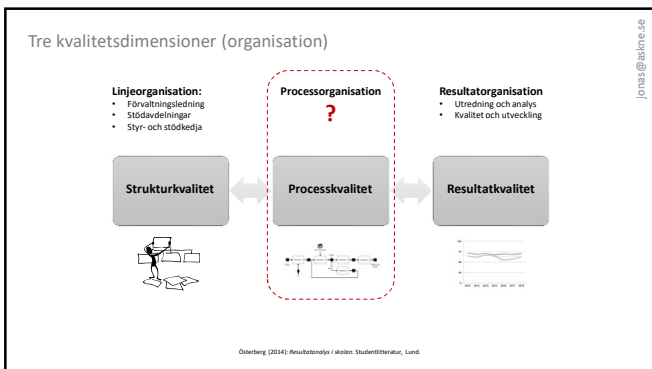 Tre kvalitetsdimensioner (organisation)
jonas@askne.se
Linjeorganisation:
• Förvaltningsledning
• Stödavdelningar
• Styr- och stödkedja
Processorganisation
?
Resultatorganisation
• Utredning och analys
• Kvalitet och utveckling
Strukturkvalitet
Processkvalitet
Resultatkvalitet
Österberg (2014): Resultatanalys i skolan. Studentlitteratur, Lund.